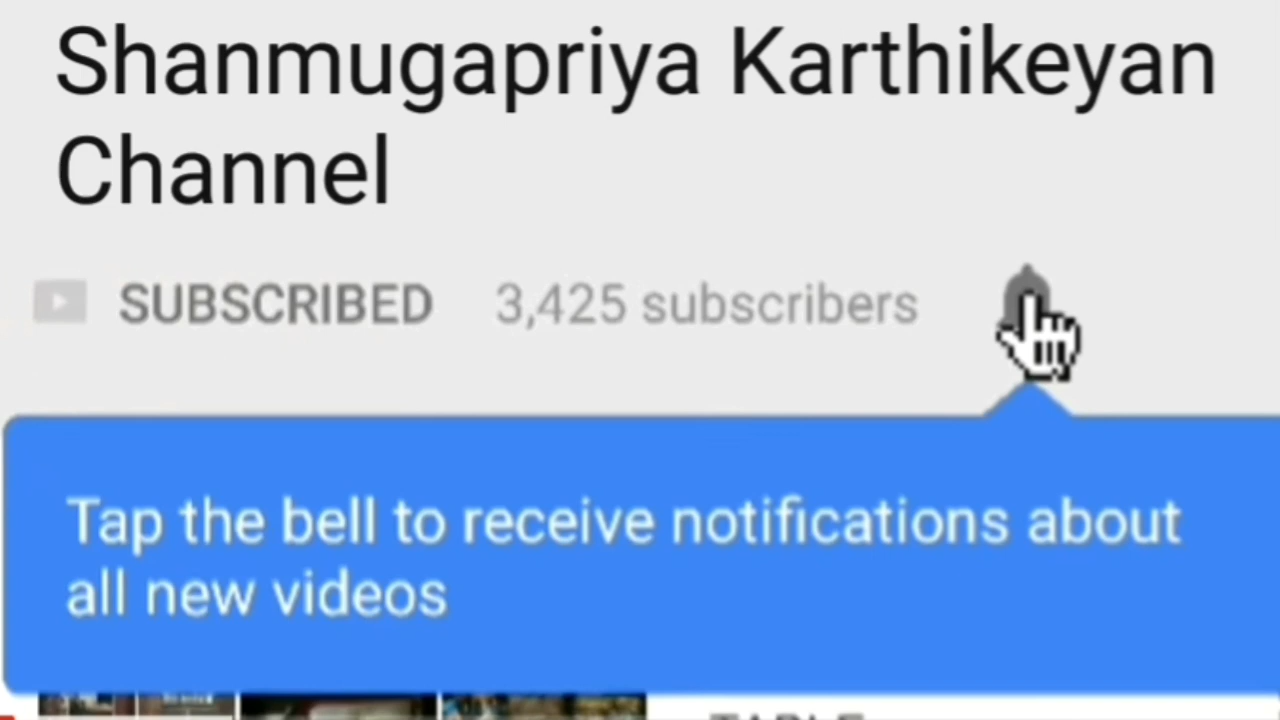 Shanmugapriya Karthikeyan
Channel
SUBSCRIBED 3,425 subscribers
Tap the bell to receive notifications about
all new videos